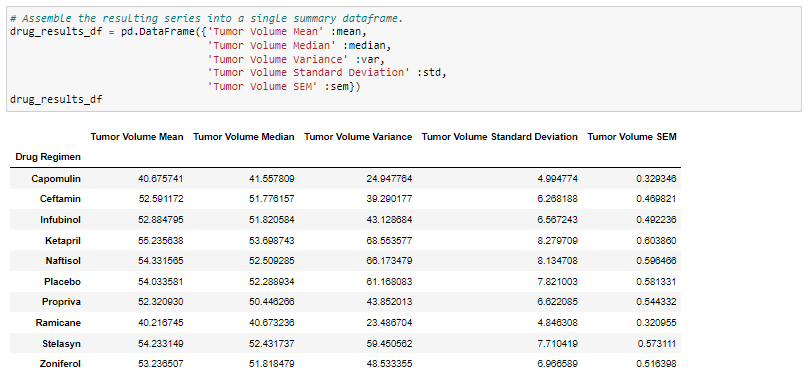 # Assemble the resulting series into a single summary dataframe.
drug_results_df = pd.DataFrame({'Tumor Volume Mean' :mean,
'Tumor Volume Median' :median,
'Tumor Volume Variance' :var,
'Tumor Volume Standard Deviation' :std,
'Tumor Volume SEM' :sem})
drug_results_df
Tumor Volume Mean Tumor Volume Median Tumor Volume Variance Tumor Volume Standard Deviation Tumor Volume SEM
Drug Regimen
Capomulin 40.675741 41.557809 24.947764 4.994774 0.329346
Ceftamin 52.591172 51.776157 39.290177 6.268188 0.469821
Infubinol 52.884795 51.820584 43.128684 6.567243 0.492236
Ketapril 55.235638 53.698743 68.553577 8.279709 0.603860
Naftisol 54.331565 52.509285 66.173479 8.134708 0.596466
Placebo 54.033581 52.288934 61.168083 7.821003 0.581331
Propriva 52.320930 50.446266 43.852013 6.622085 0.544332
Ramicane 40.216745 40.673236 23.486704 4.846308 0.320955
Stelasyn 54.233149 52.431737 59.450562 7.710419 0.573111
Zoniferol 53.236507 51.818479 48.533355 6.966589 0.516398